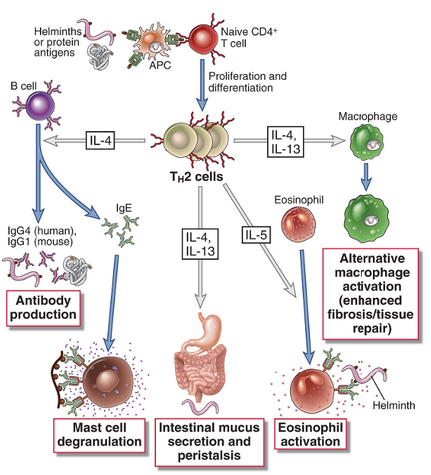 Helminths
or protein
antigens
APC
Naive CD4+
T cell
Proliferation and
differentiation
B cell
IL-4
TH2 cells
IL-4,
IL-13
Macrophage
IgE
IgG4 (human),
IgG1 (mouse)
Antibody
production
IL-4,
IL-13
IL-5
Eosinophil
Alternative
macrophage
activation
(enhanced
fibrosis/tissue
repair)
Helminth
Mast cell
degranulation
Intestinal mucus
secretion and
peristalsis
Eosinophil
activation